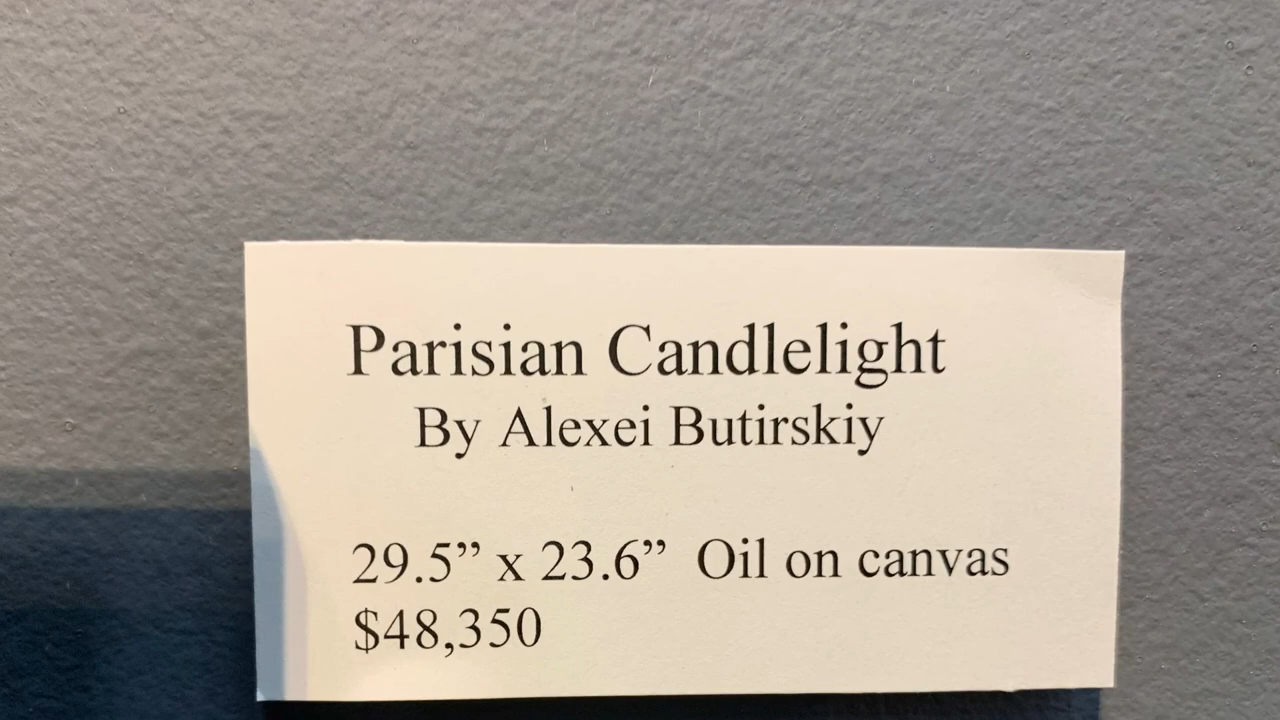 Parisian Candlelight
By Alexei Butirskiy
29.5” x 23.6” Oil on canvas
$48,350